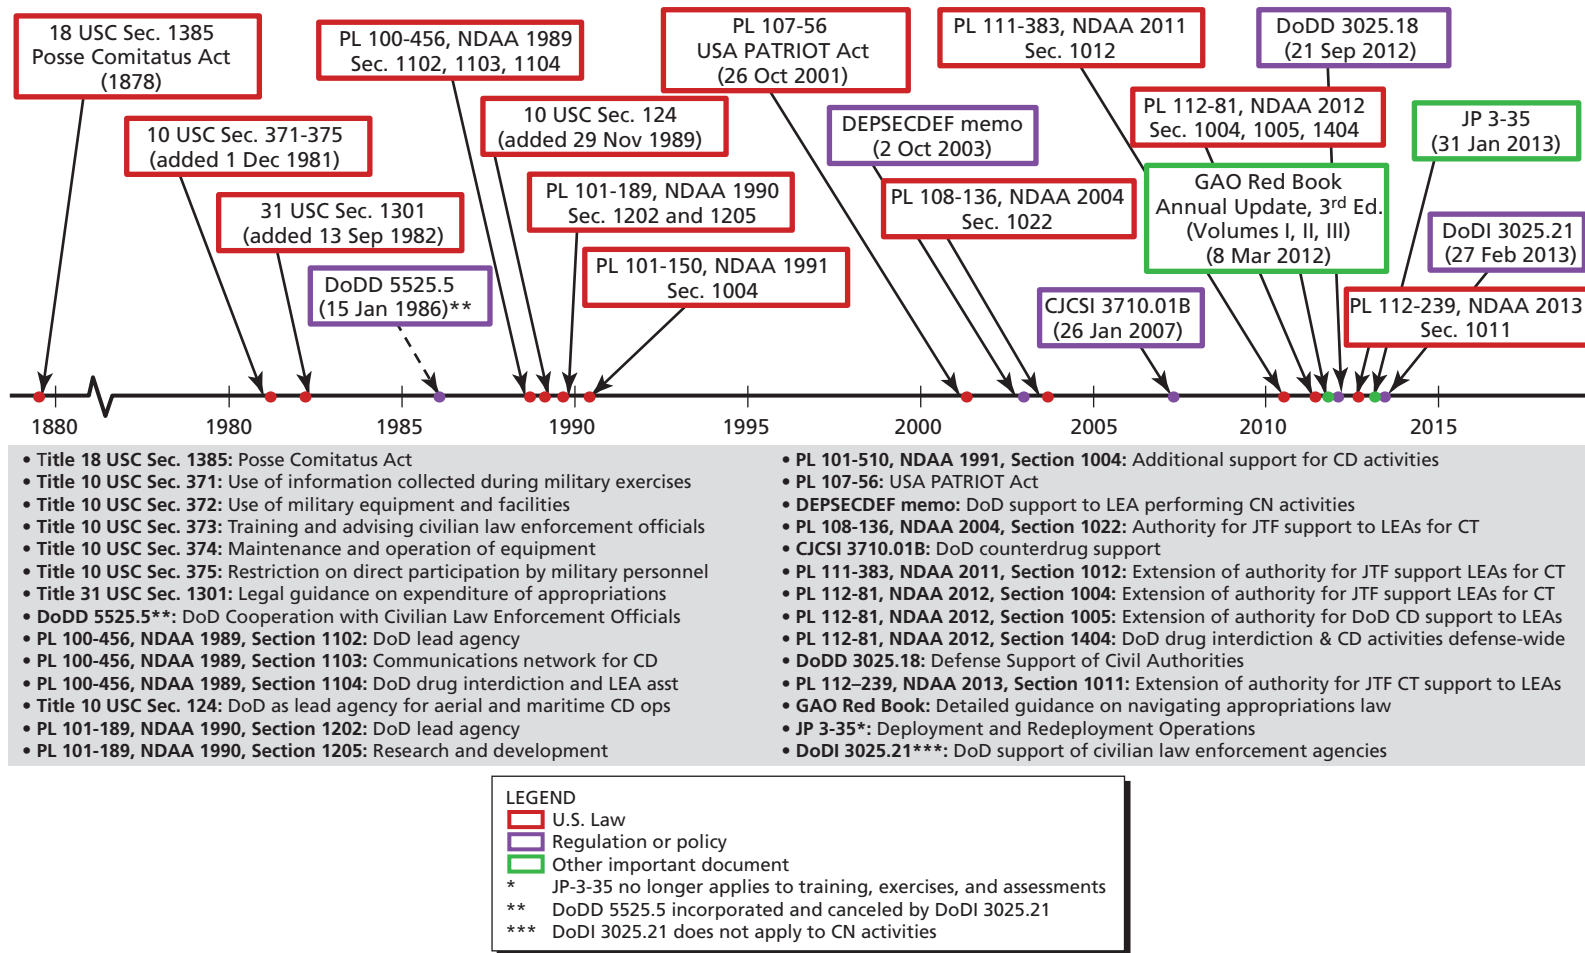 18 USC Sec. 1385
Posse Comitatus Act
(1878)
10 USC Sec. 371-375
(added 1 Dec 1981)
31 USC Sec. 1301
(added 13 Sep 1982)
DoDD 5525.5
(15 Jan 1986)**
PL 100-456, NDAA 1989
Sec. 1102, 1103, 1104
10 USC Sec. 124
(added 29 Nov 1989)
PL 101-189, NDAA 1990
Sec. 1202 and 1205
PL 101-150, NDAA 1991
Sec. 1004
PL 107-56
USA PATRIOT Act
(26 Oct 2001)
DEPSECDEF memo
(2 Oct 2003)
PL 108-136, NDAA 2004
Sec. 1022
CJCSI 3710.01B
(26 Jan 2007)
PL 111-383, NDAA 2011
Sec. 1012
PL 112-81, NDAA 2012
Sec. 1004, 1005, 1404
GAO Red Book
Annual Update, 3rd Ed.
(Volumes I, II, III)
(8 Mar 2012)
DoDD 3025.18
(21 Sep 2012)
JP 3-35
(31 Jan 2013)
DoDI 3025.21
(27 Feb 2013)
PL 112-239, NDAA 2013
Sec. 1011
1880 1980 1985 1990 1995 2000 2005 2010 2015
• Title 18 USC Sec. 1385: Posse Comitatus Act
• Title 10 USC Sec. 371: Use of information collected during military exercises
• Title 10 USC Sec. 372: Use of military equipment and facilities
• Title 10 USC Sec. 373: Training and advising civilian law enforcement officials
• Title 10 USC Sec. 374: Maintenance and operation of equipment
• Title 10 USC Sec. 375: Restriction on direct participation by military personnel
• Title 31 USC Sec. 1301: Legal guidance on expenditure of appropriations
• DoDD 5525.5**: DoD Cooperation with Civilian Law Enforcement Officials
• PL 100-456, NDAA 1989, Section 1102: DoD lead agency
• PL 100-456, NDAA 1989, Section 1103: Communications network for CD
• PL 100-456, NDAA 1989, Section 1104: DoD drug interdiction and LEA asst
• Title 10 USC Sec. 124: DoD as lead agency for aerial and maritime CD ops
• PL 101-189, NDAA 1990, Section 1202: DoD lead agency
• PL 101-189, NDAA 1990, Section 1205: Research and development
• PL 101-510, NDAA 1991, Section 1004: Additional support for CD activities
• PL 107-56: USA PATRIOT Act
• DEPSECDEF memo: DoD support to LEA performing CN activities
• PL 108-136, NDAA 2004, Section 1022: Authority for JTF support to LEAs for CT
• CJCSI 3710.01B: DoD counterdrug support
• PL 111-383, NDAA 2011, Section 1012: Extension of authority for JTF support LEAs for CT
• PL 112-81, NDAA 2012, Section 1004: Extension of authority for JTF support LEAs for CT
• PL 112-81, NDAA 2012, Section 1005: Extension of authority for DoD CD support to LEAs
• PL 112-81, NDAA 2012, Section 1404: DoD drug interdiction & CD activities defense-wide
• DoDD 3025.18: Defense Support of Civil Authorities
• PL 112–239, NDAA 2013, Section 1011: Extension of authority for JTF CT support to LEAs
• GAO Red Book: Detailed guidance on navigating appropriations law
• JP 3-35*: Deployment and Redeployment Operations
• DoDI 3025.21***: DoD support of civilian law enforcement agencies
LEGEND
U.S. Law
Regulation or policy
Other important document
* JP-3-35 no longer applies to training, exercises, and assessments
** DoDD 5525.5 incorporated and canceled by DoDI 3025.21
*** DoDI 3025.21 does not apply to CN activities